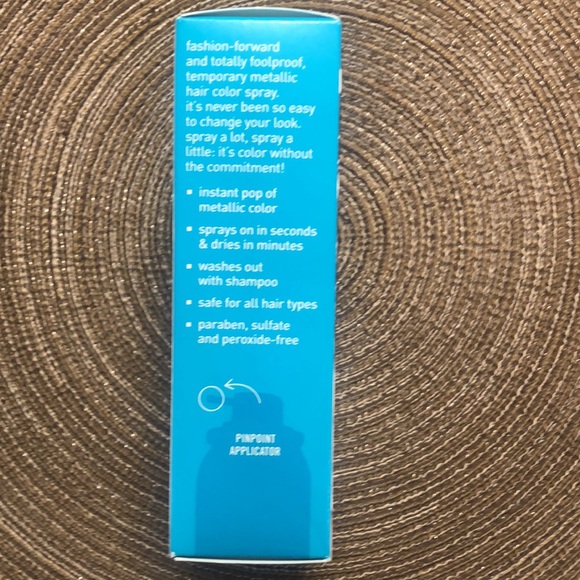 fashion-forward
and totally foolproof,
temporary metallic
hair color spray.
it's never been so easy
to change your look.
spray a lot, spray a
little: it's color without
the commitment!
▪ instant pop of
metallic color
▪ sprays on in seconds
& dries in minutes
▪ washes out
with shampoo
▪ safe for all hair types
▪ paraben, sulfate
and peroxide-free
PINPOINT
APPLICATOR